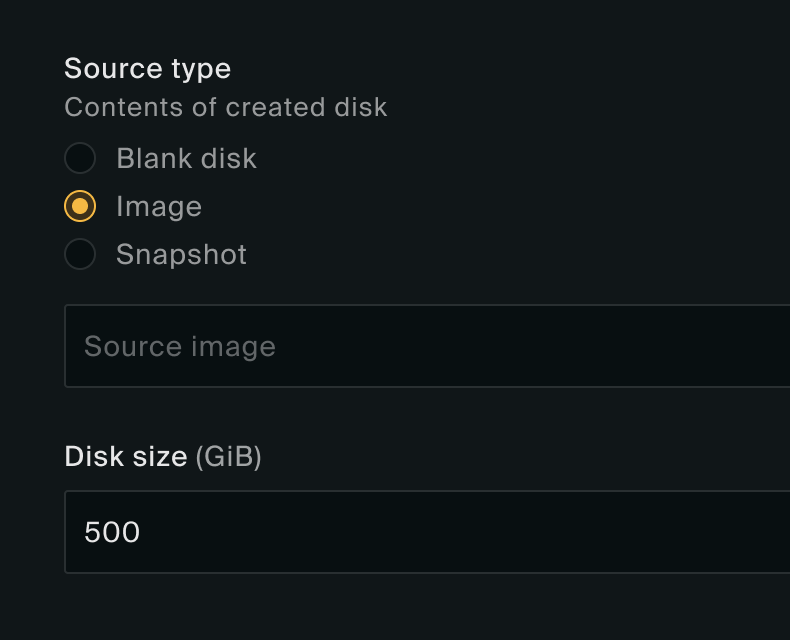 Source type
Contents of created disk
Blank disk
Image
Snapshot
Source image
Disk size (GiB)
500